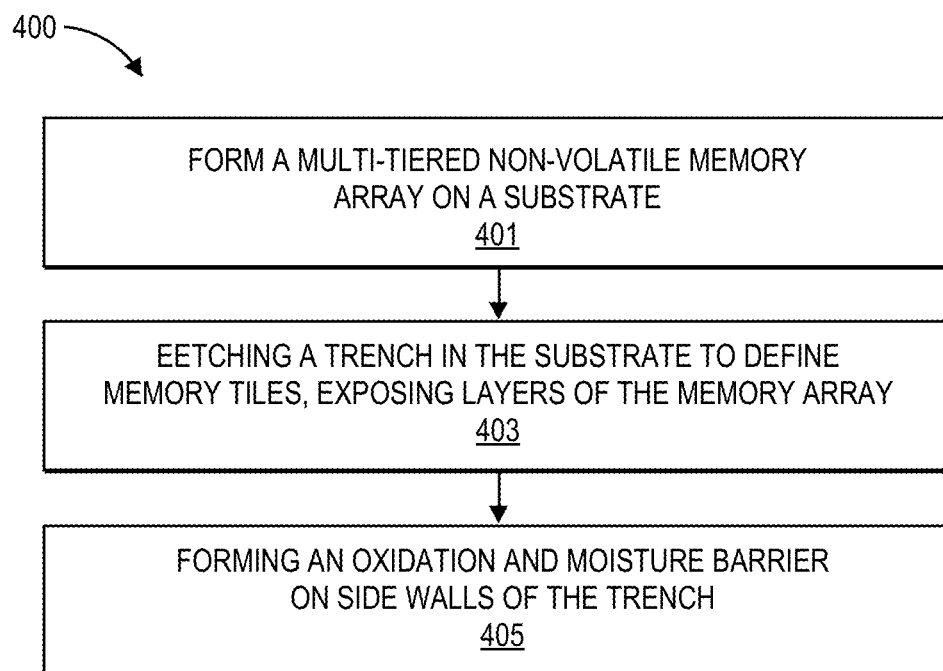 400
FORM A MULTI-TIERED NON-VOLATILE MEMORY
ARRAY ON A SUBSTRATE
401
EETCHING A TRENCH IN THE SUBSTRATE TO DEFINE
MEMORY TILES, EXPOSING LAYERS OF THE MEMORY ARRAY
403
FORMING AN OXIDATION AND MOISTURE BARRIER
ON SIDE WALLS OF THE TRENCH
405